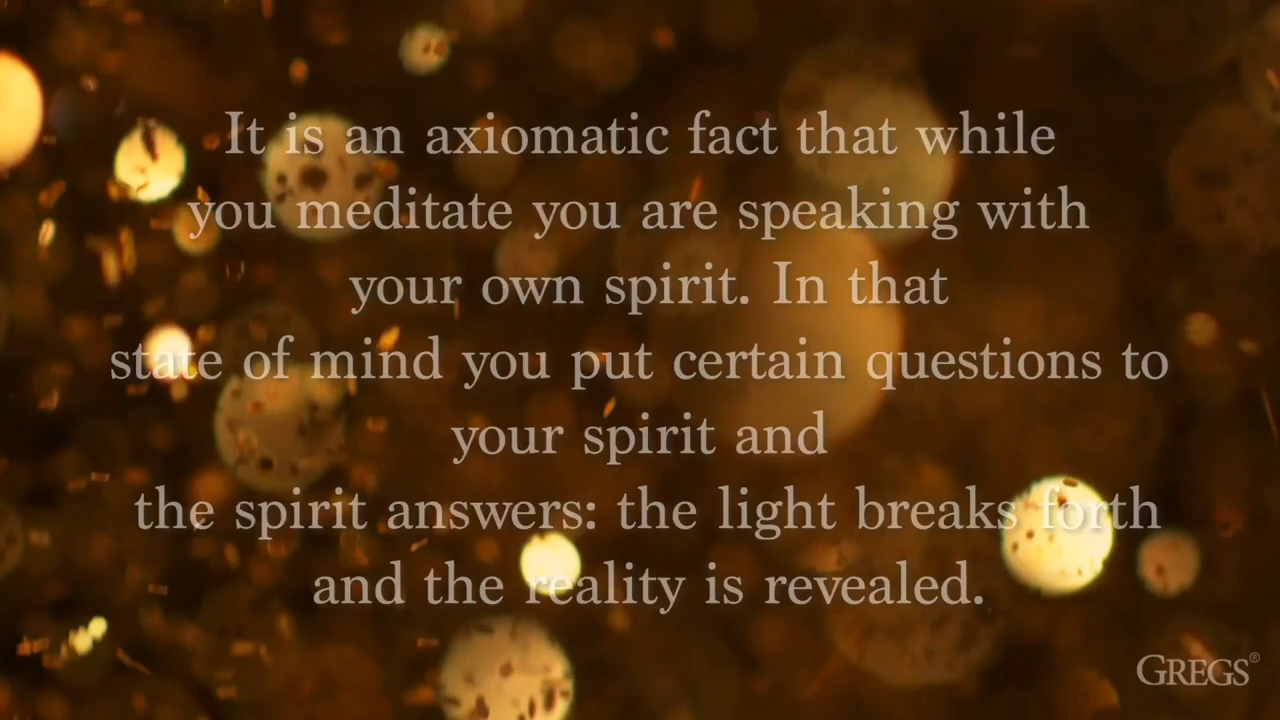 It is an axiomatic fact that while
you meditate you are speaking with
your own spirit. In that
state of mind you put certain questions to
your spirit and
the spirit answers: the light breaks forth
and the reality is revealed.
GREGS®